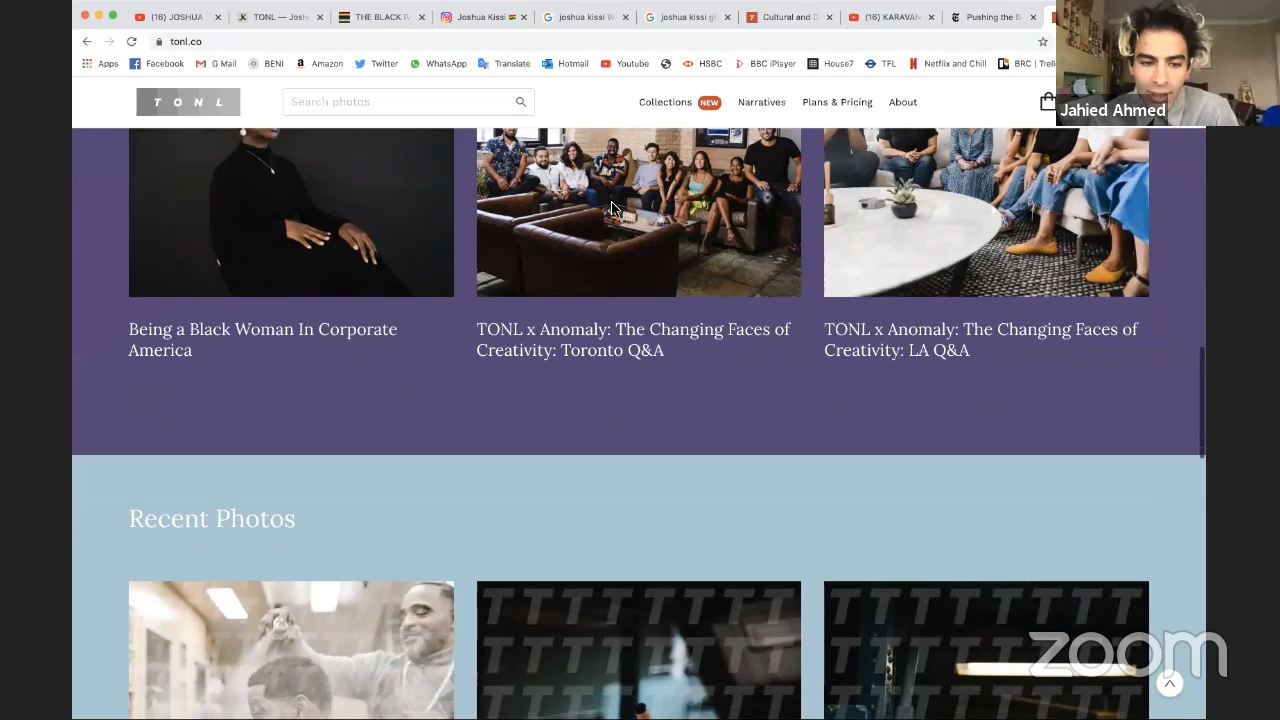 (16) JOSHUA
TONL — Josh
THE BLACK I
Joshua Kissi
joshua kissi W
joshua kissi g
Cultural and D
(16) KARAVAN
Pushing the B
tonl.co
Apps Facebook G Mail BENI Amazon Twitter WhatsApp Translate Hotmail Youtube HSBC BBC iPlayer House7 TFL Netflix and Chill BRC | Trell
TONL
Search photos
Collections NEW Narratives Plans & Pricing About
Jahied Ahmed
Being a Black Woman In Corporate
America
TONL x Anomaly: The Changing Faces of
Creativity: Toronto Q&A
TONL x Anomaly: The Changing Faces of
Creativity: LA Q&A
Recent Photos
TTTTTTTT
TTTTTTTT
zoom